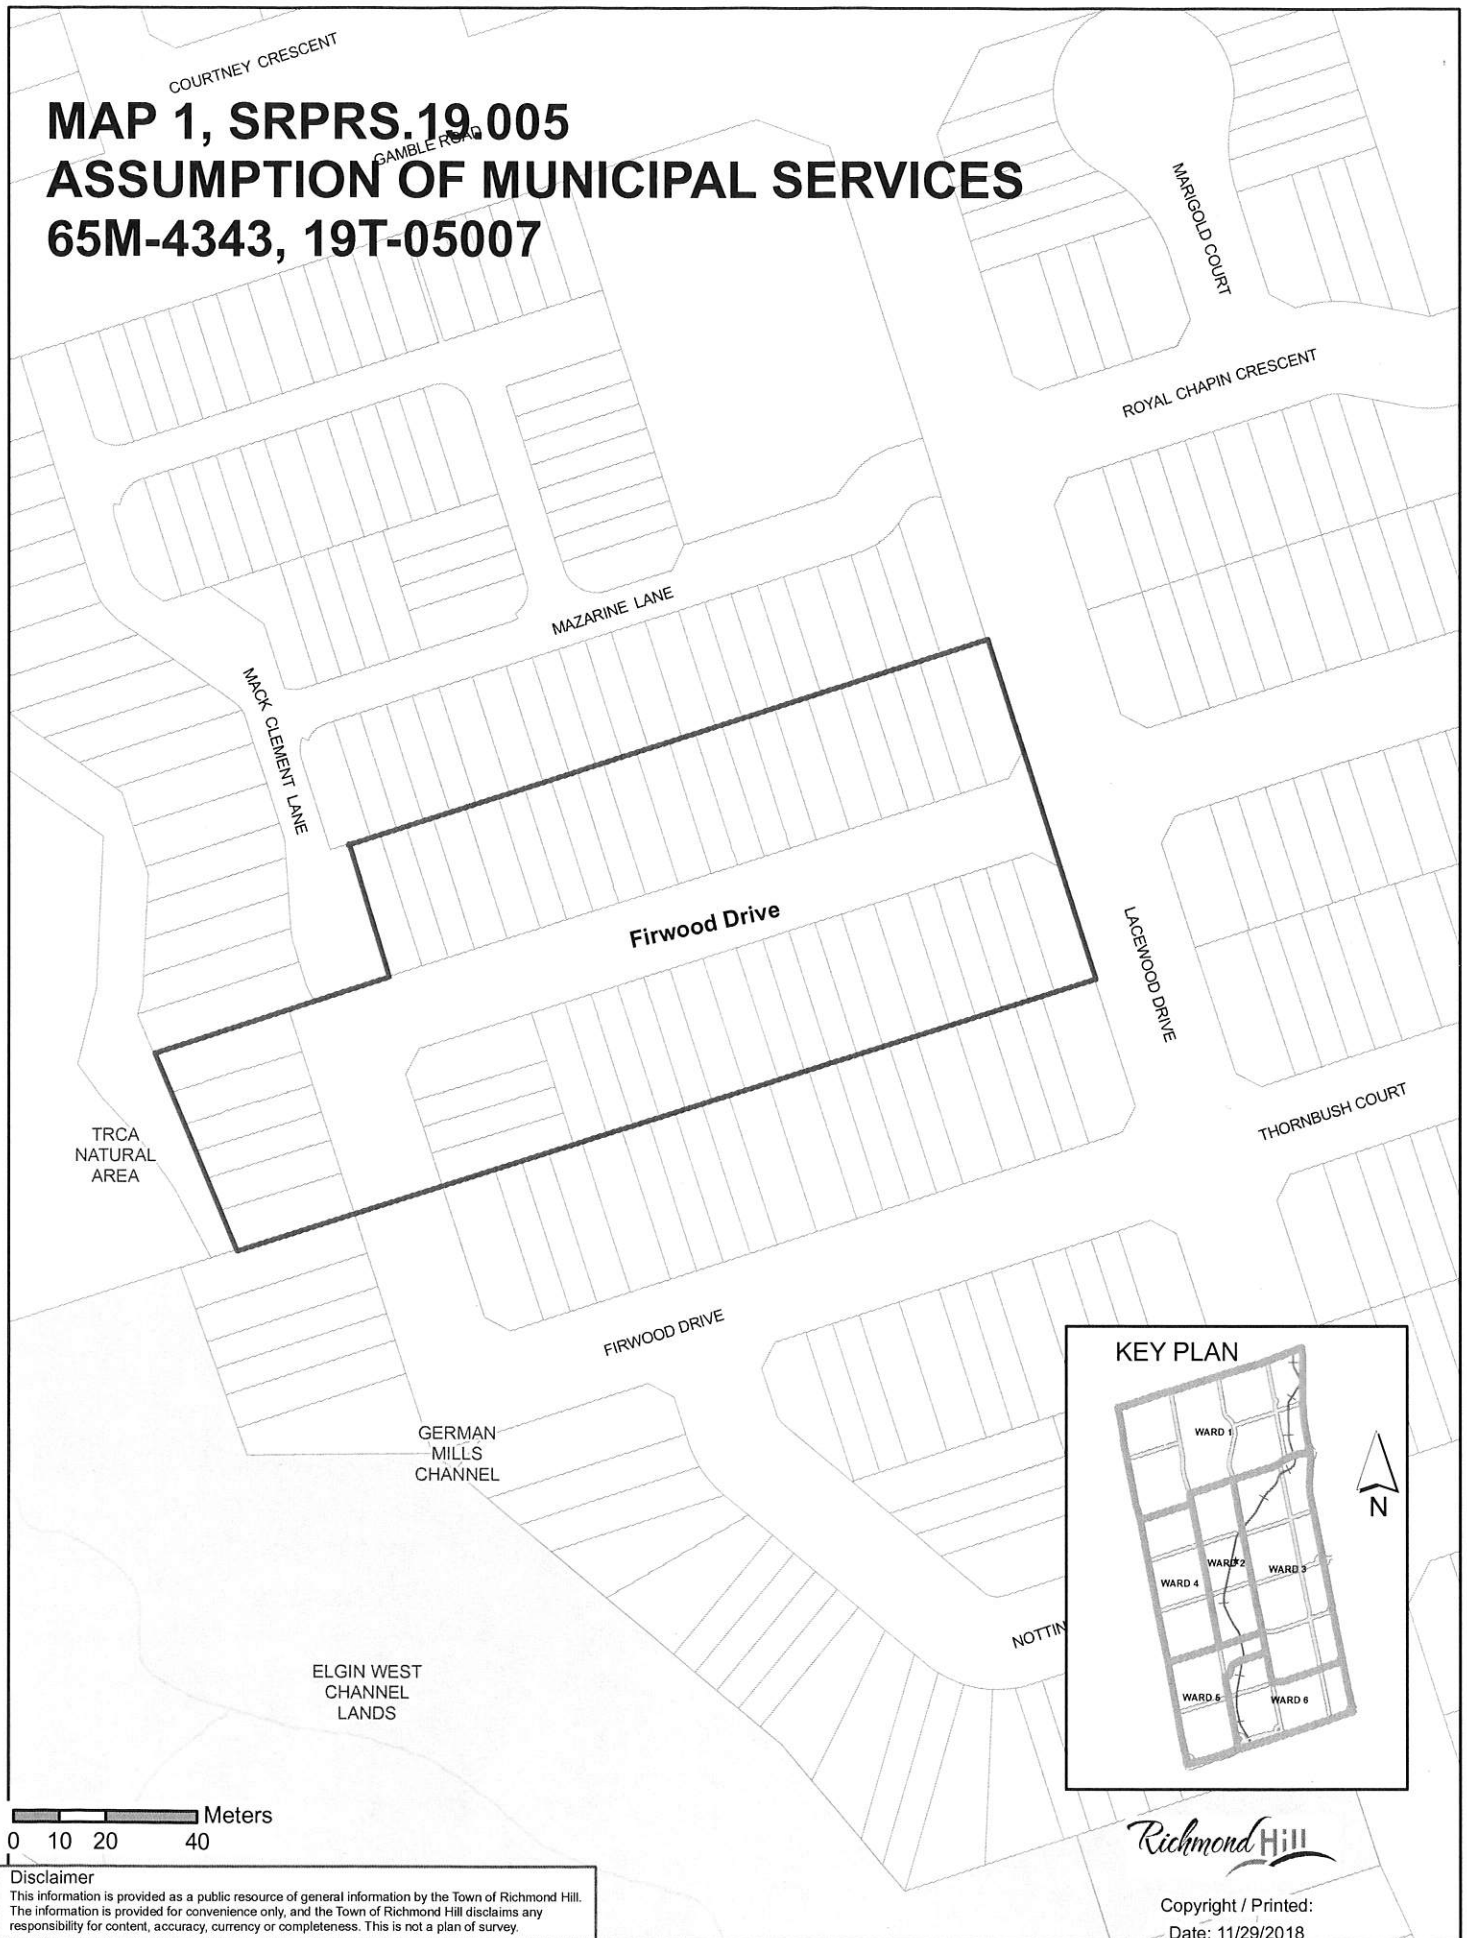 COURTNEY CRESCENT
MAP 1, SRPRS.19.005
GAMBLE ROAD
ASSUMPTION OF MUNICIPAL SERVICES
65M-4343, 19T-05007
MARIGOLD COURT
ROYAL CHAPIN CRESCENT
MAZARINE LANE
MACK CLEMENT LANE
Firwood Drive
LACEWOOD DRIVE
THORNBUSH COURT
TRCA
NATURAL
AREA
FIRWOOD DRIVE
GERMAN
MILLS
CHANNEL
NOTTIN
ELGIN WEST
CHANNEL
LANDS
KEY PLAN
WARD 1
N
WARD 2
WARD 3
WARD 4
WARD 5
WARD 6
Meters
0 10 20 40
Richmond Hill
Disclaimer
This information is provided as a public resource of general information by the Town of Richmond Hill.
The information is provided for convenience only, and the Town of Richmond Hill disclaims any
responsibility for content, accuracy, currency or completeness. This is not a plan of survey.
Copyright / Printed:
Date: 11/29/2018